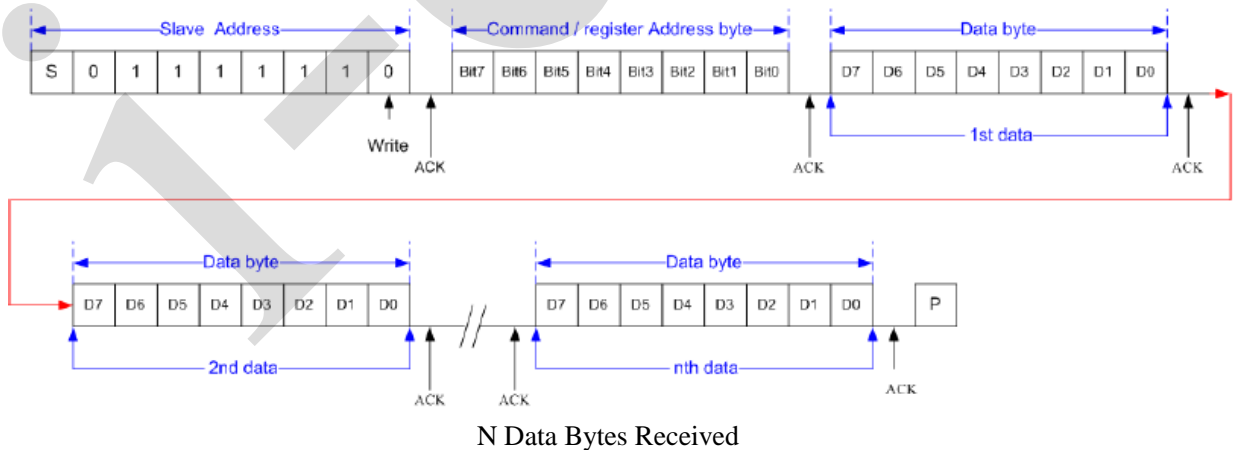 Slave Address Command / register Address byte Data byte
S 0 1 1 1 1 1 1 0 Bit7 Bit6 Bit5 Bit4 Bit3 Bit2 Bit1 Bit0 D7 D6 D5 D4 D3 D2 D1 D0
1st data
Write
ACK ACK ACK
Data byte Data byte
D7 D6 D5 D4 D3 D2 D1 D0 // D7 D6 D5 D4 D3 D2 D1 D0 P
2nd data nth data
ACK ACK ACK
N Data Bytes Received